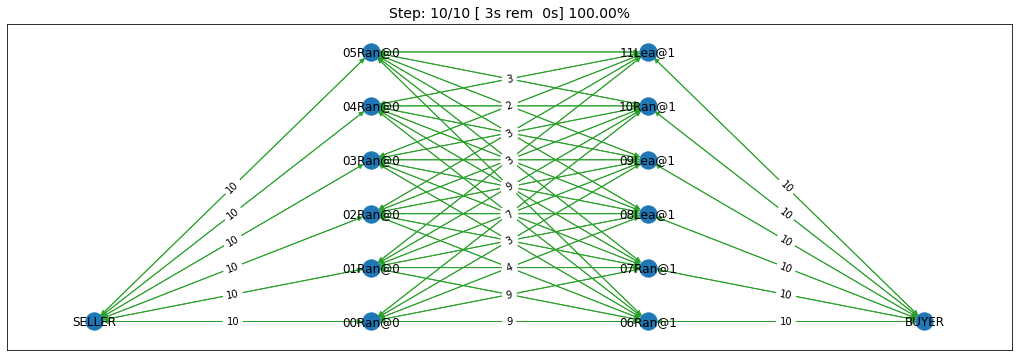 Step: 10/10 [ 3s rem 0s] 100.00%
05Ran@0 11Lea@1
3
04Ran@0 2 10Ran@1
3
03Ran@0 3 09Lea@1
10 9 10
02Ran@0 10 7 10 08Lea@1
10 3 10
01Ran@0 10 4 10 07Ran@1
10 9 10
SELLER 10 00Ran@0 9 06Ran@1 10 BUYER